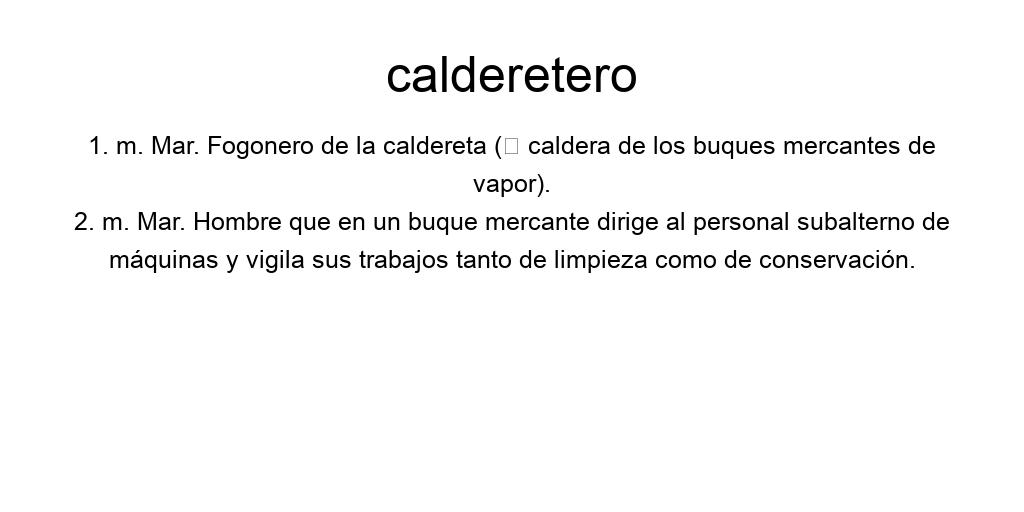 calderetero
1. m. Mar. Fogonero de la caldereta (▯ caldera de los buques mercantes de
vapor).
2. m. Mar. Hombre que en un buque mercante dirige al personal subalterno de
máquinas y vigila sus trabajos tanto de limpieza como de conservación.